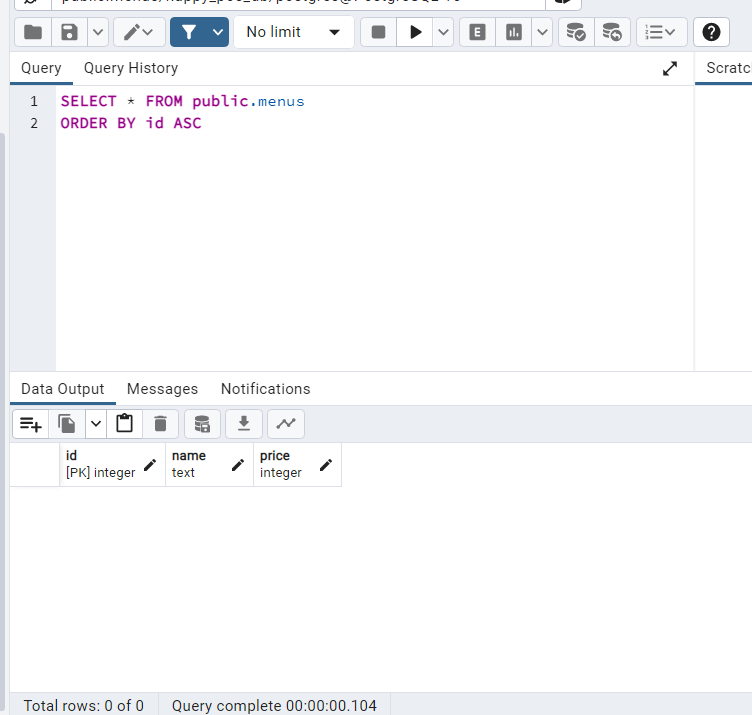 No limit
E
Query Query History
Scratc
1 SELECT * FROM public.menus
2 ORDER BY id ASC
Data Output Messages Notifications
id name price
[PK] integer text integer
Total rows: 0 of 0 Query complete 00:00:00.104